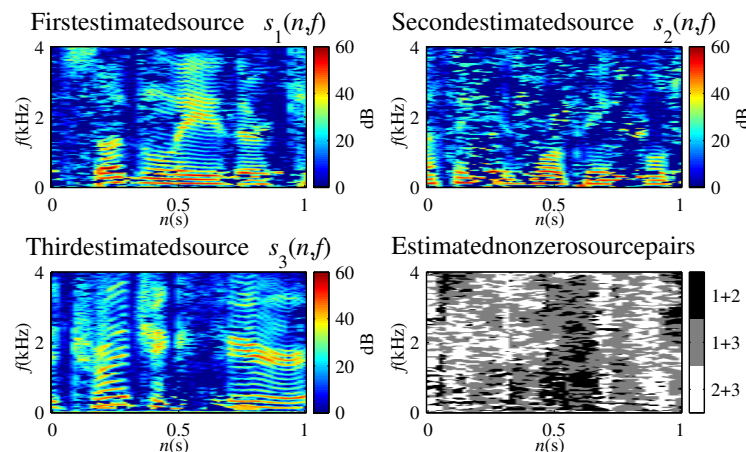 Firstestimatedsource s1(n,f)
Secondestimatedsource s2(n,f)
4
2
0
f(kHz)
0 0.5 1
n(s)
60
40
20
0
dB
4
2
0
f(kHz)
0 0.5 1
n(s)
60
40
20
0
dB
Thirdestimatedsource s3(n,f)
Estimatednonzerosourcepairs
4
2
0
f(kHz)
0 0.5 1
n(s)
60
40
20
0
dB
4
2
0
f(kHz)
0 0.5 1
n(s)
1+2
1+3
2+3